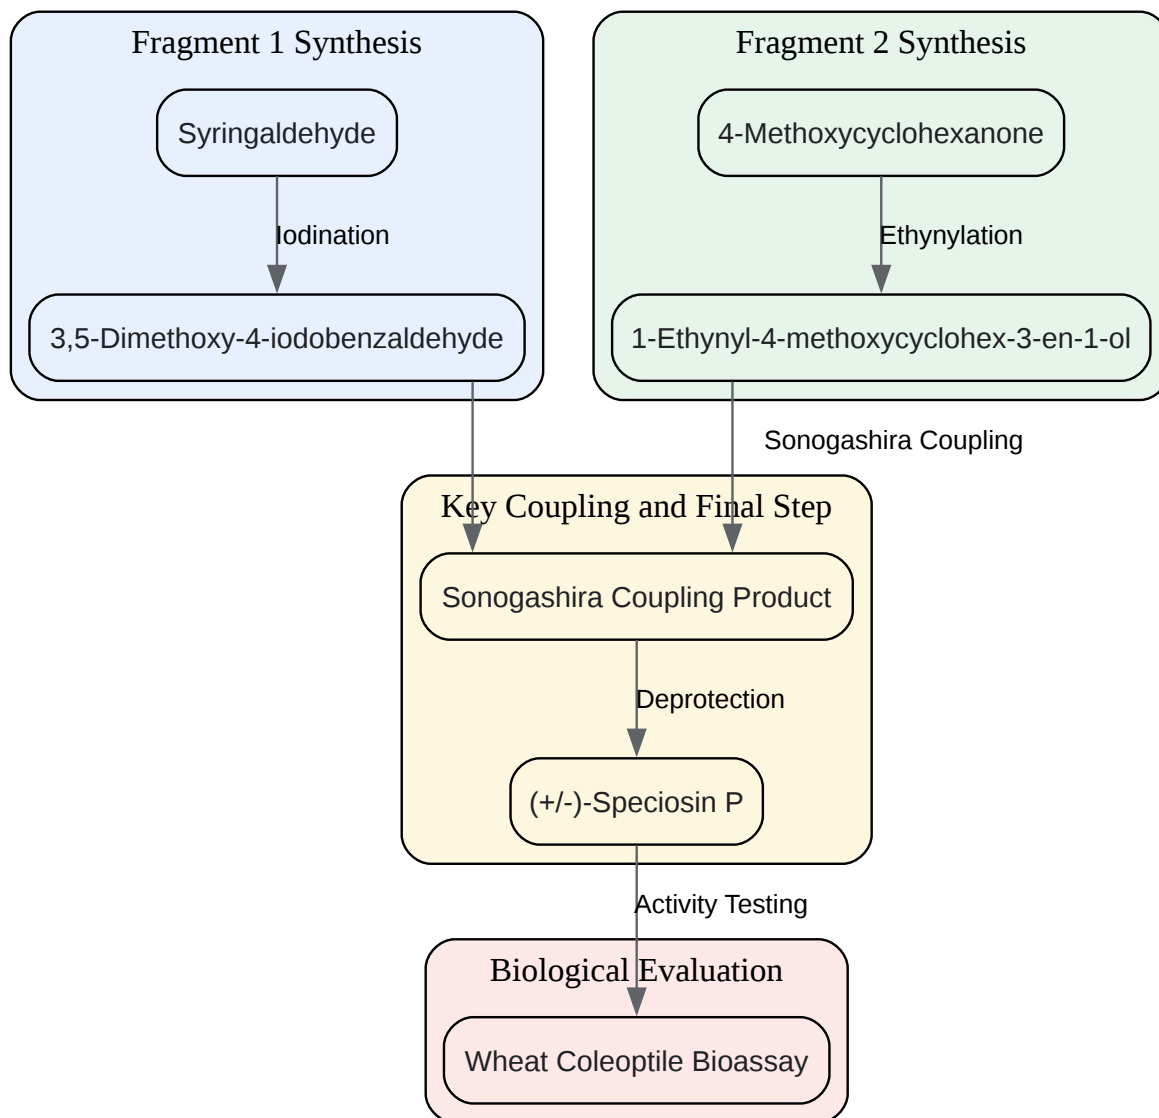 Fragment 1 Synthesis
Syringaldehyde
Iodination
3,5-Dimethoxy-4-iodobenzaldehyde
Fragment 2 Synthesis
4-Methoxycyclohexanone
Ethynylation
1-Ethynyl-4-methoxycyclohex-3-en-1-ol
Sonogashira Coupling
Key Coupling and Final Step
Sonogashira Coupling Product
Deprotection
(+/-)-Speciosin P
Activity Testing
Biological Evaluation
Wheat Coleoptile Bioassay